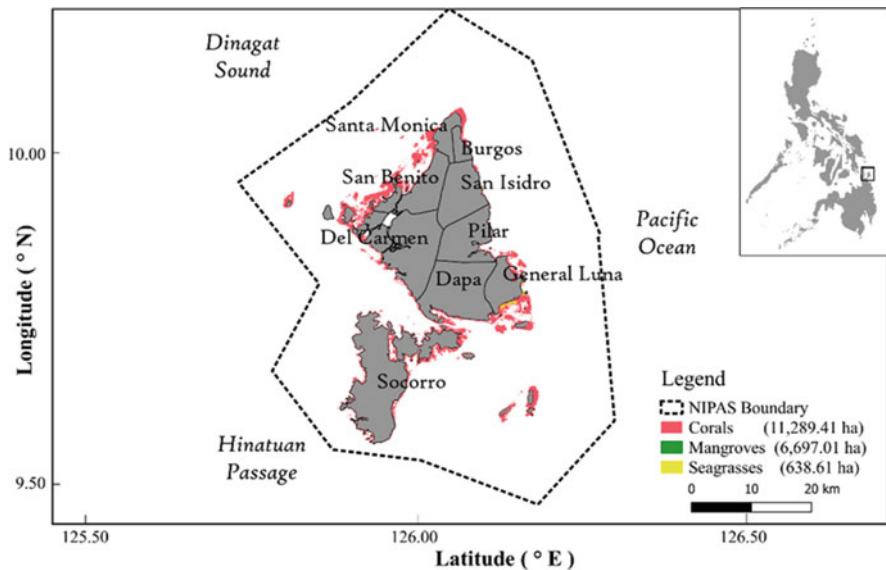 Dinagat
Sound
Santa Monica
Burgos
San Benito
San Isidro
Del Carmen
Pilar
Pacific
Ocean
Dapa
General Luna
Socorro
Hinatuan
Passage
Legend
NIPAS Boundary
Corals (11,289.41 ha)
Mangroves (6,697.01 ha)
Seagrasses (638.61 ha)
0 10 20 km
10.00
9.50
Longitude ( ° N )
125.50 126.00 126.50
Latitude ( ° E )